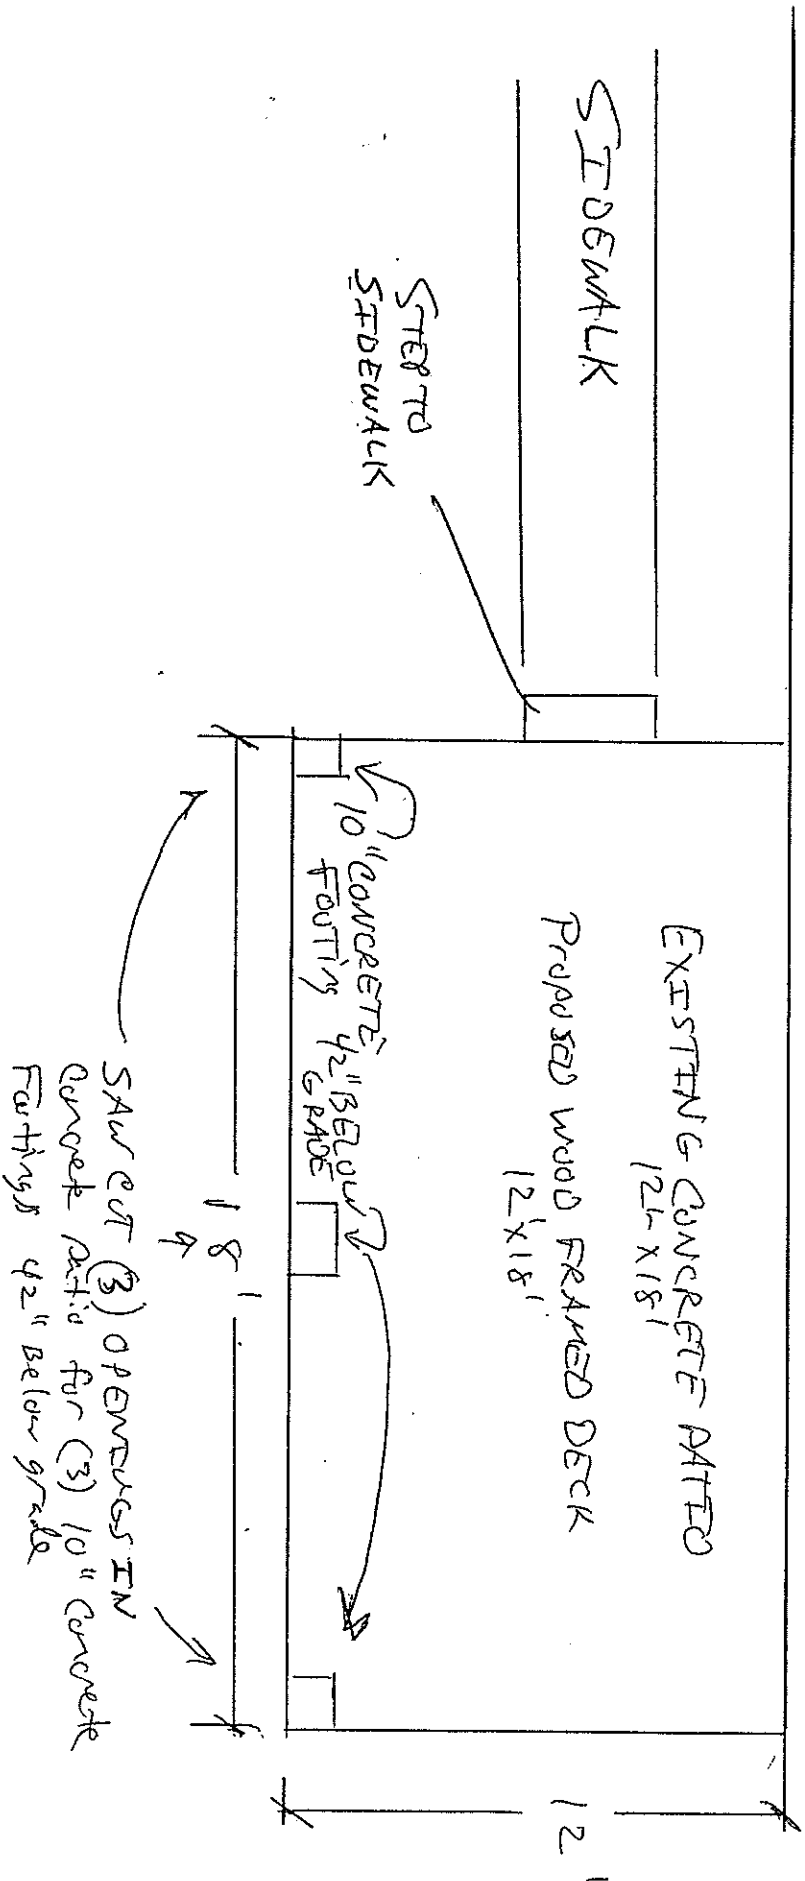 SIDEWALK
STEP TO
SIDEWALK
EXISTING CONCRETE PATIO
12' x 18'
PROPOSED WOOD FRAMED DECK
12'x18'
10" CONCRETE
FOOTING 42" BELOW
GRADE
18'
12'
SAW CUT (3) OPENINGS IN
Concrete patio for (3) 10" Concrete
Footings 42" Below grade